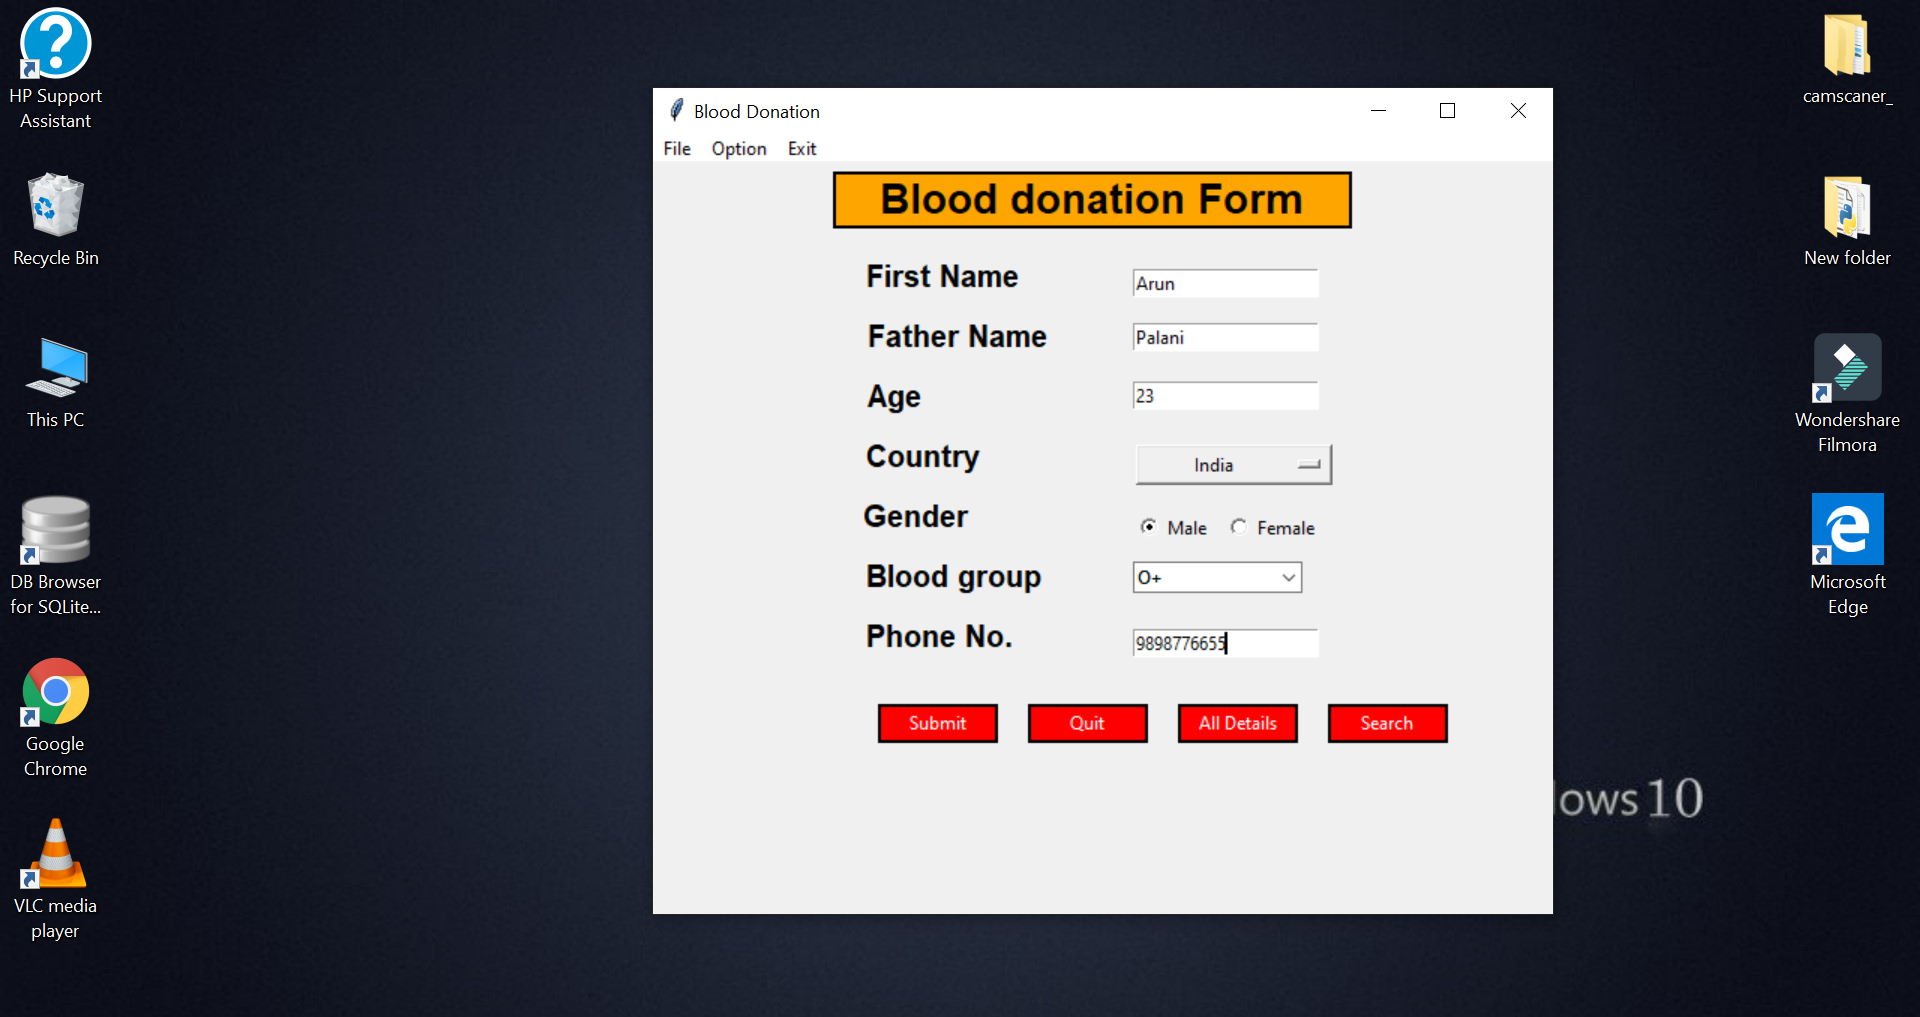 HP Support
Assistant
Recycle Bin
This PC
DB Browser
for SQLite...
Google
Chrome
VLC media
player
Blood Donation
File Option Exit
Blood donation Form
First Name Arun
Father Name Palani
Age 23
Country India
Gender Male Female
Blood group O+
Phone No. 9898776655
Submit Quit All Details Search
lows 10
camscaner_
New folder
Wondershare
Filmora
Microsoft
Edge